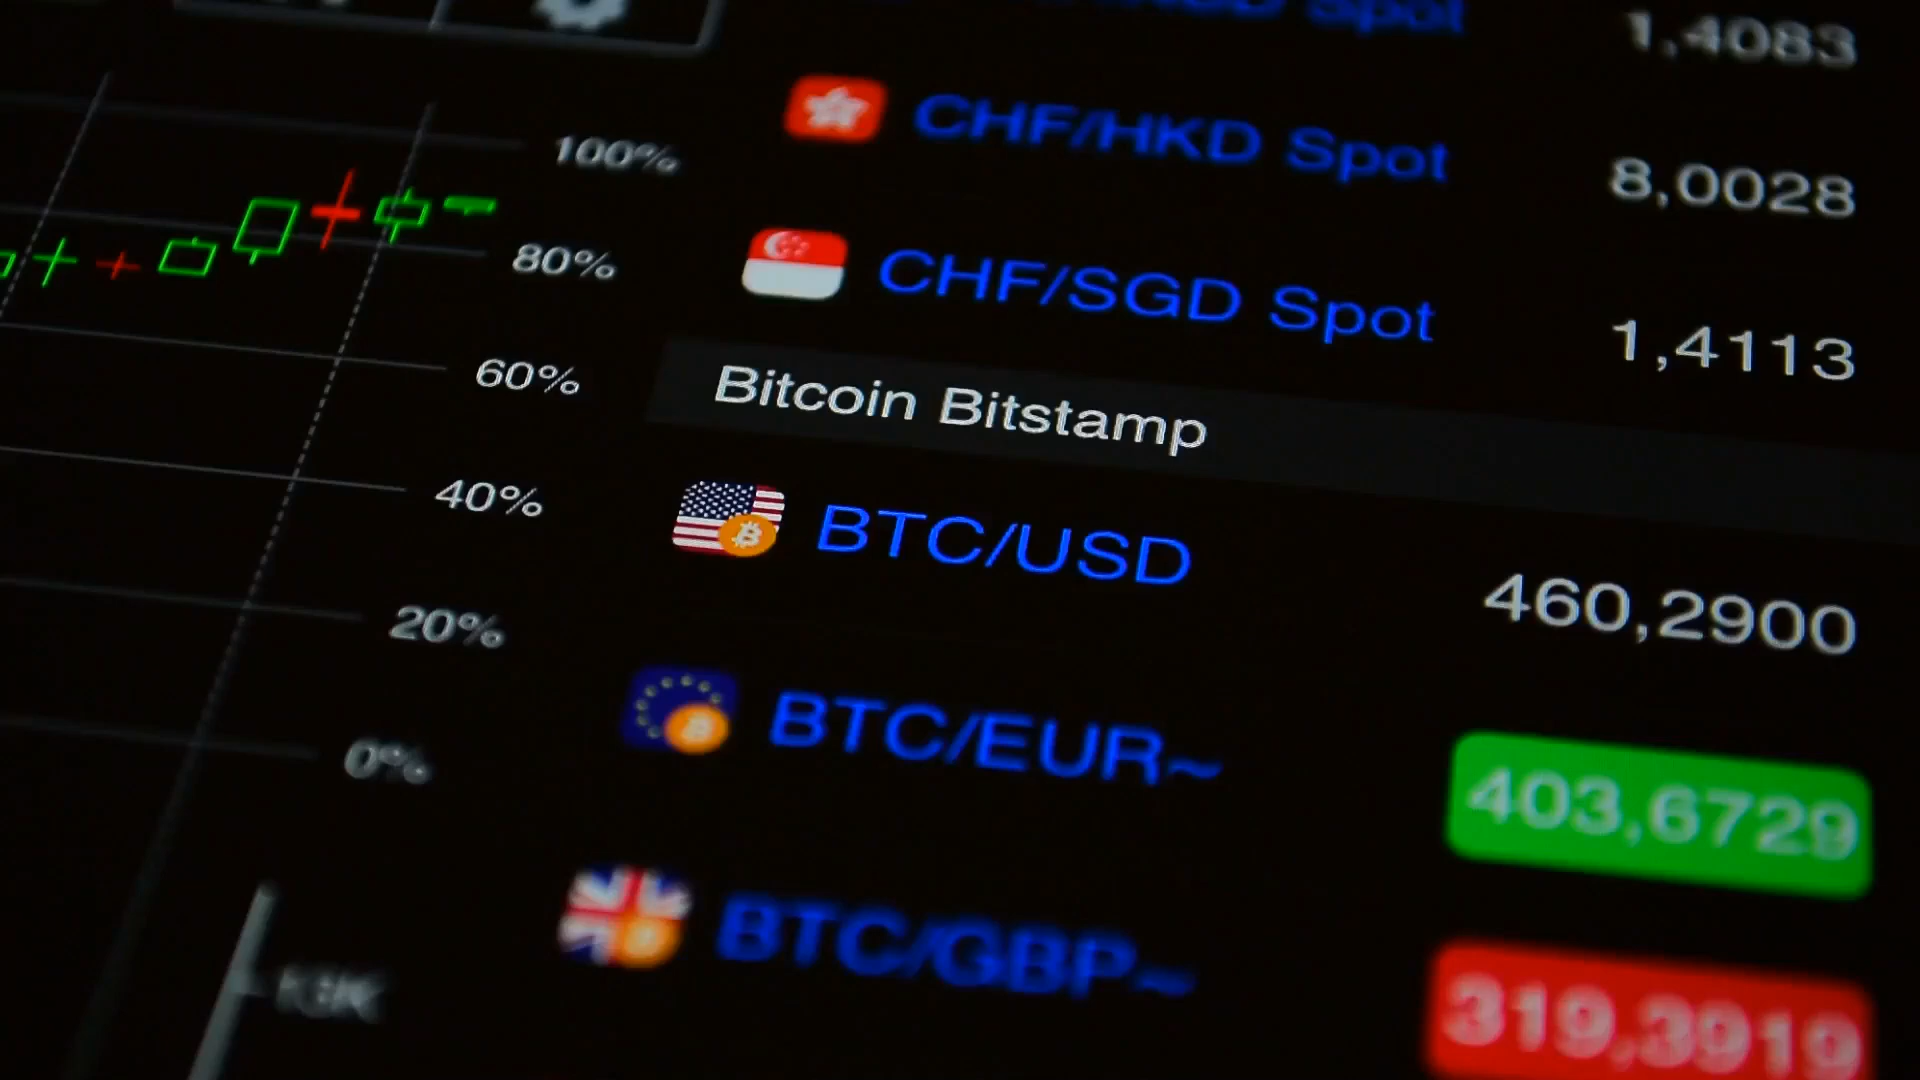 Spot 1,4083
CHF/HKD Spot 8,0028
CHF/SGD Spot 1,4113
Bitcoin Bitstamp
BTC/USD 460,2900
BTC/EUR~ 403,6729
BTC/GBP~ 319,3919
100%
80%
60%
40%
20%
0%